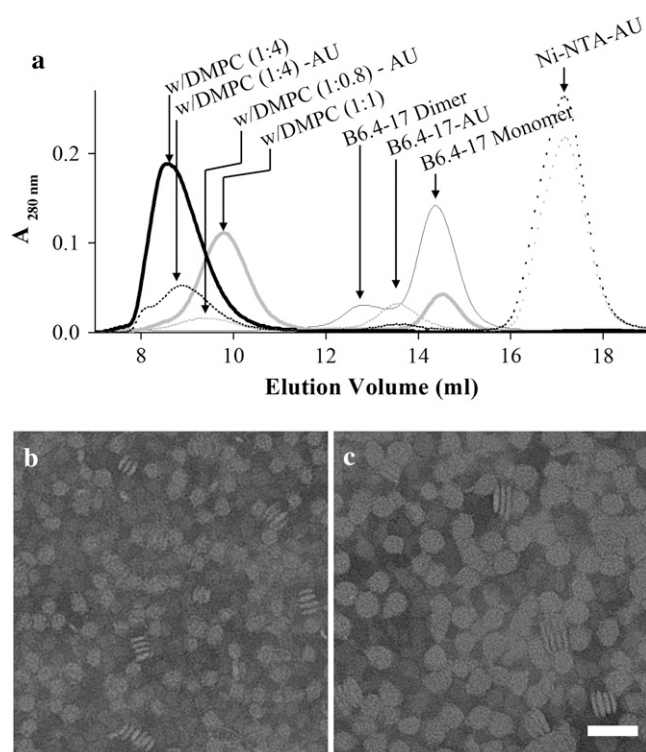 a
w/DMPC (1:4)
w/DMPC (1:4) -AU
w/DMPC (1:0.8) - AU
w/DMPC (1:1)
B6.4-17 Dimer
B6.4-17-AU
B6.4-17 Monomer
Ni-NTA-AU
A 280 nm
0.2
0.1
0.0
8 10 12 14 16 18
Elution Volume (ml)
b
c